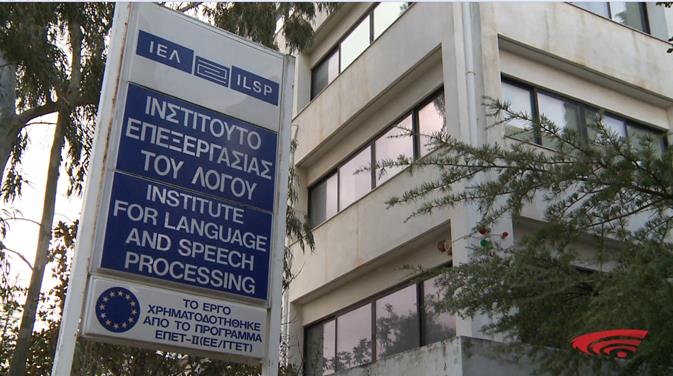 ΙΕΛ ILSP
ΙΝΣΤΙΤΟΥΤΟ
ΕΠΕΞΕΡΓΑΣΙΑΣ
ΤΟΥ ΛΟΓΟΥ
INSTITUTE
FOR LANGUAGE
AND SPEECH
PROCESSING
ΤΟ ΕΡΓΟ
ΧΡΗΜΑΤΟΔΟΤΗΘΗΚΕ
ΑΠΟ ΤΟ ΠΡΟΓΡΑΜΜΑ
ΕΠΕΤ-ΙΙ(ΕΕ/ΓΓΕΤ)